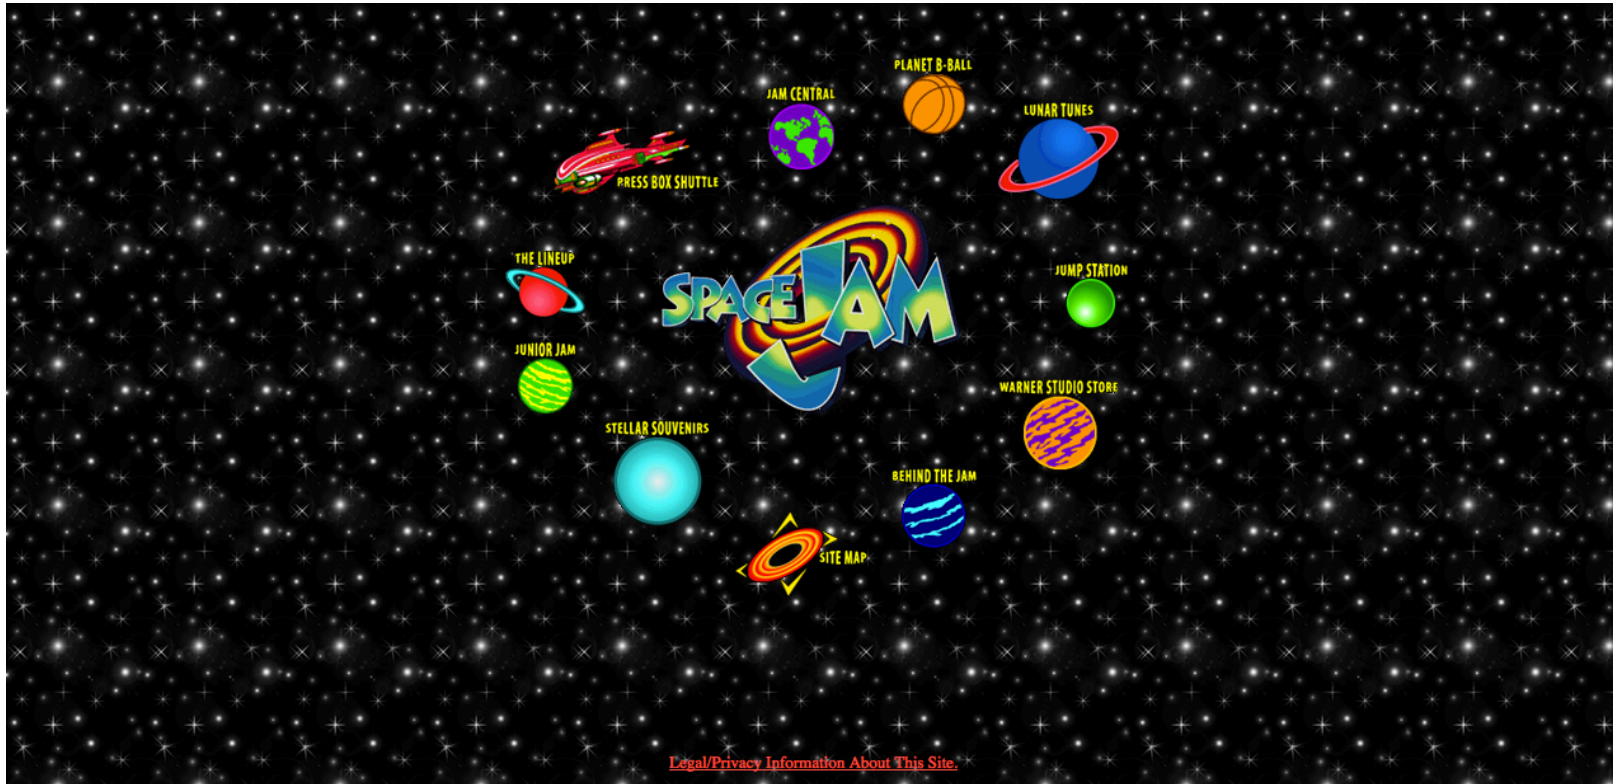 PLANET B-BALL
JAM CENTRAL
LUNAR TUNES
PRESS BOX SHUTTLE
THE LINEUP
SPACE JAM
JUMP STATION
JUNIOR JAM
WARNER STUDIO STORE
STELLAR SOUVENIRS
BEHIND THE JAM
SITE MAP
Legal/Privacy Information About This Site.